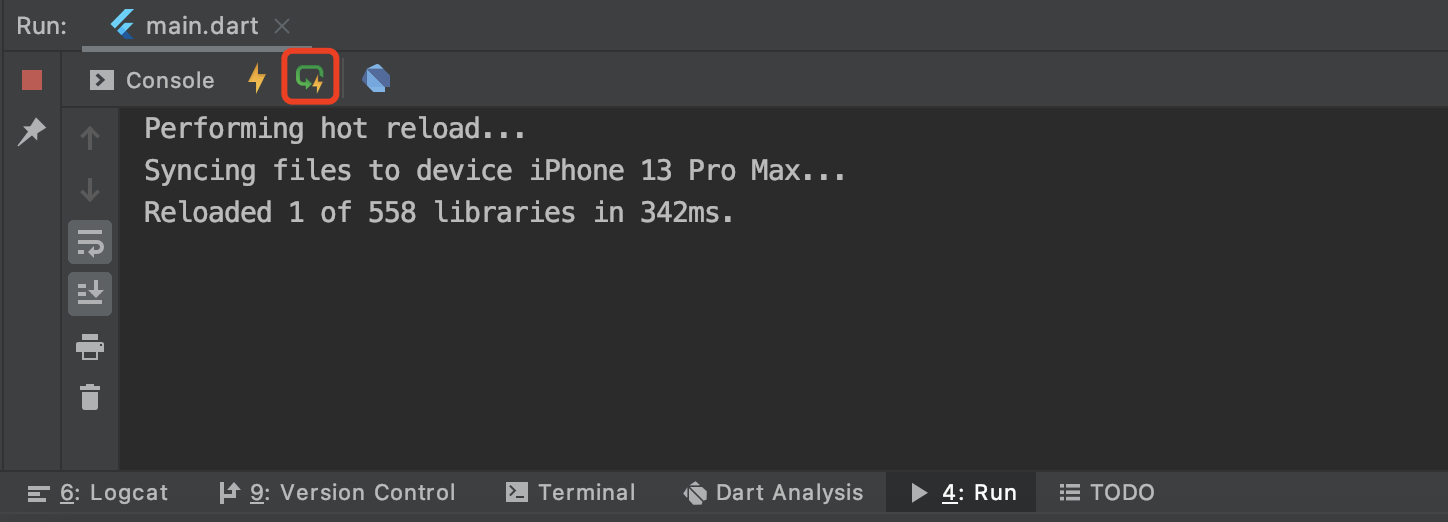 Run: main.dart
Console
Performing hot reload...
Syncing files to device iPhone 13 Pro Max...
Reloaded 1 of 558 libraries in 342ms.
6: Logcat 9: Version Control Terminal Dart Analysis 4: Run TODO